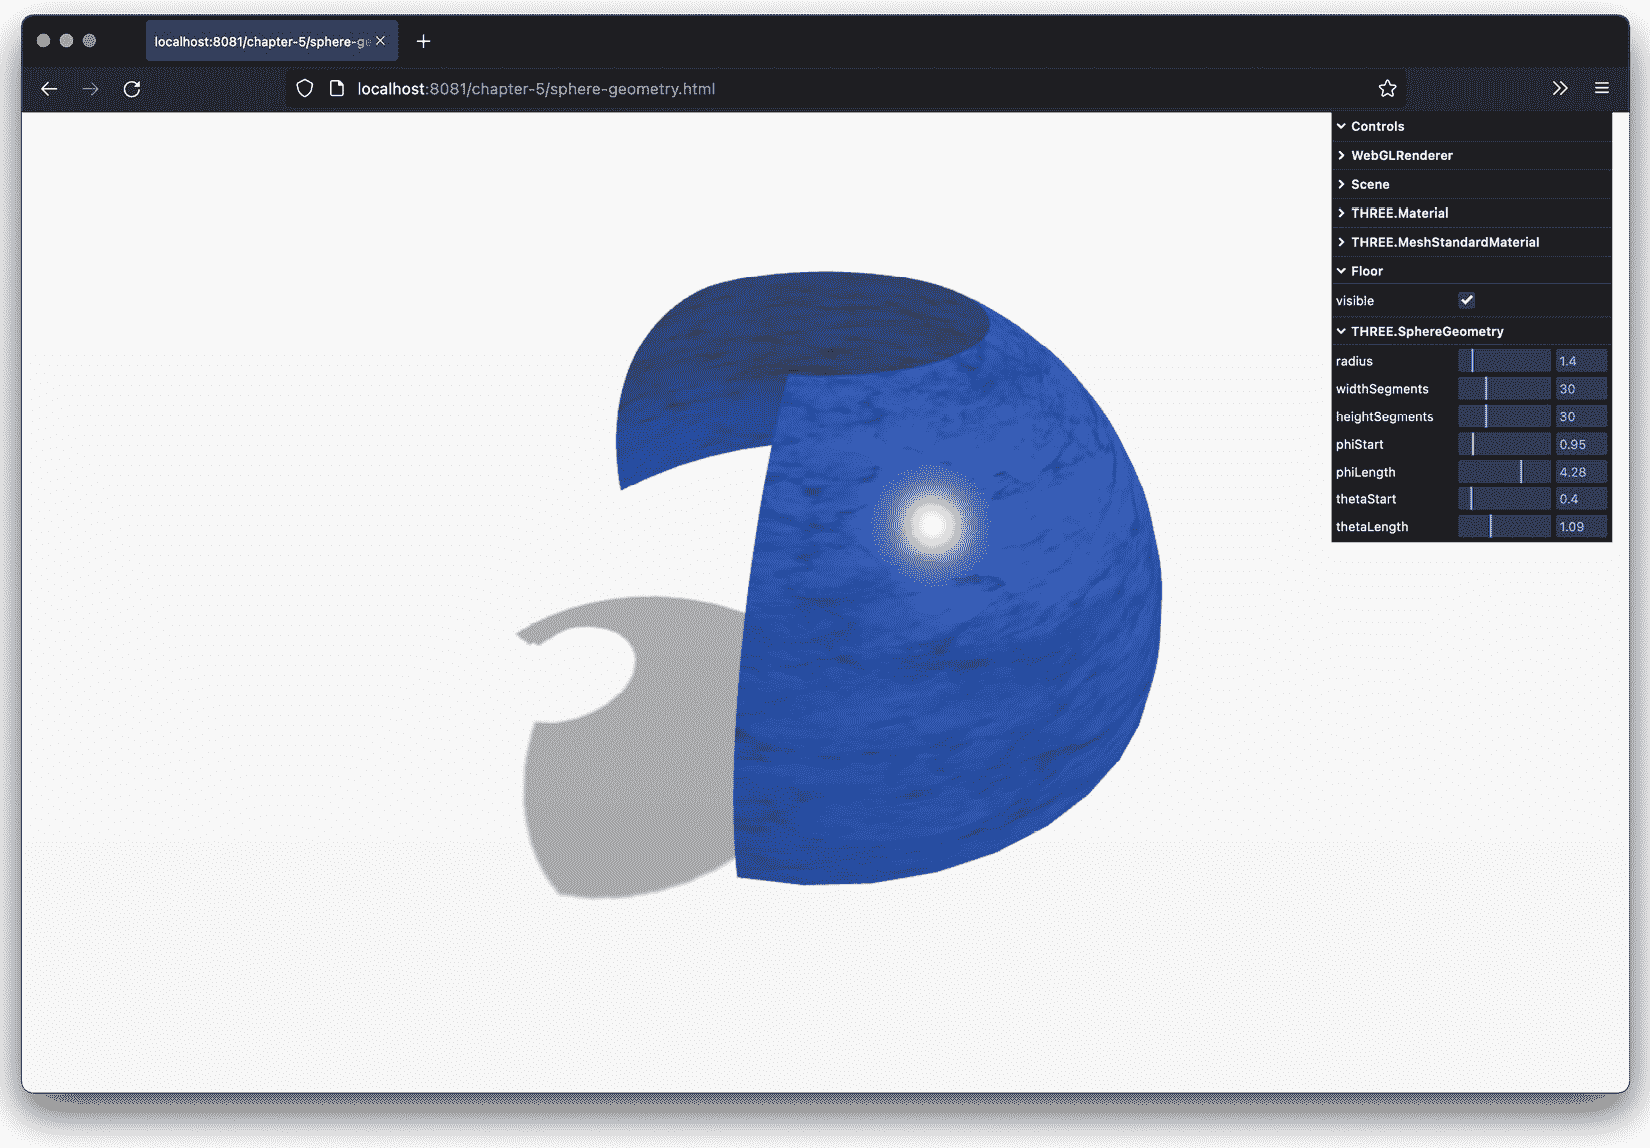 localhost:8081/chapter-5/sphere-ge
localhost:8081/chapter-5/sphere-geometry.html
Controls
WebGLRenderer
Scene
THREE.Material
THREE.MeshStandardMaterial
Floor
visible
THREE.SphereGeometry
radius 1.4
widthSegments 30
heightSegments 30
phiStart 0.95
phiLength 4.28
thetaStart 0.4
thetaLength 1.09